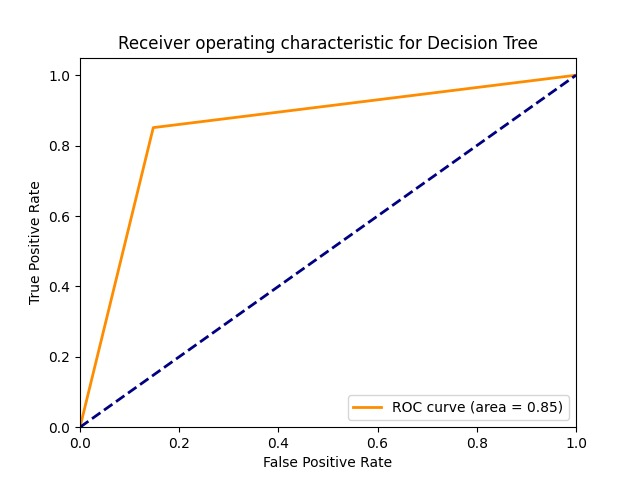 Receiver operating characteristic for Decision Tree
1.0
0.8
0.6
0.4
0.2
0.0
True Positive Rate
ROC curve (area = 0.85)
0.0 0.2 0.4 0.6 0.8 1.0
False Positive Rate